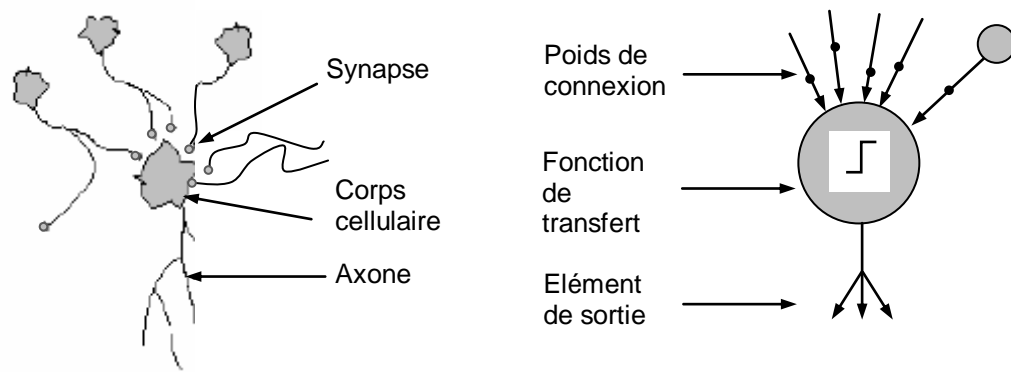 Synapse
Corps
cellulaire
Axone
Poids de
connexion
Fonction
de
transfert
Elément
de sortie